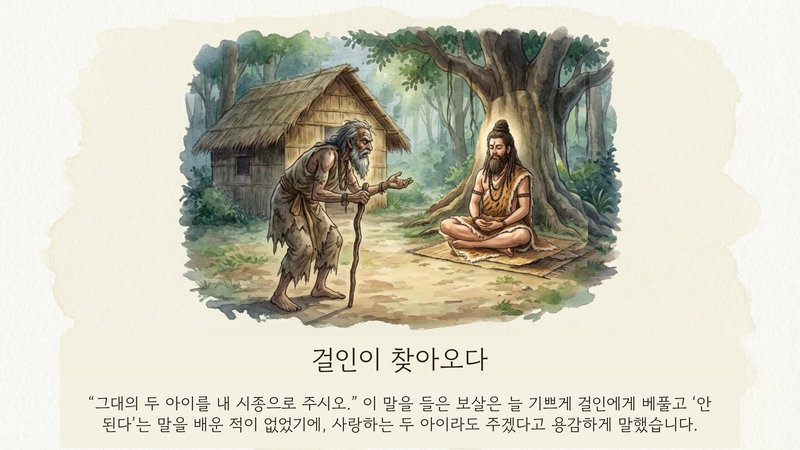 걸인이 찾아오다
“그대의 두 아이를 내 시종으로 주시오.” 이 말을 들은 보살은 늘 기쁘게 걸인에게 베풀고 ‘안
된다’는 말을 배운 적이 없었기에, 사랑하는 두 아이라도 주겠다고 용감하게 말했습니다.